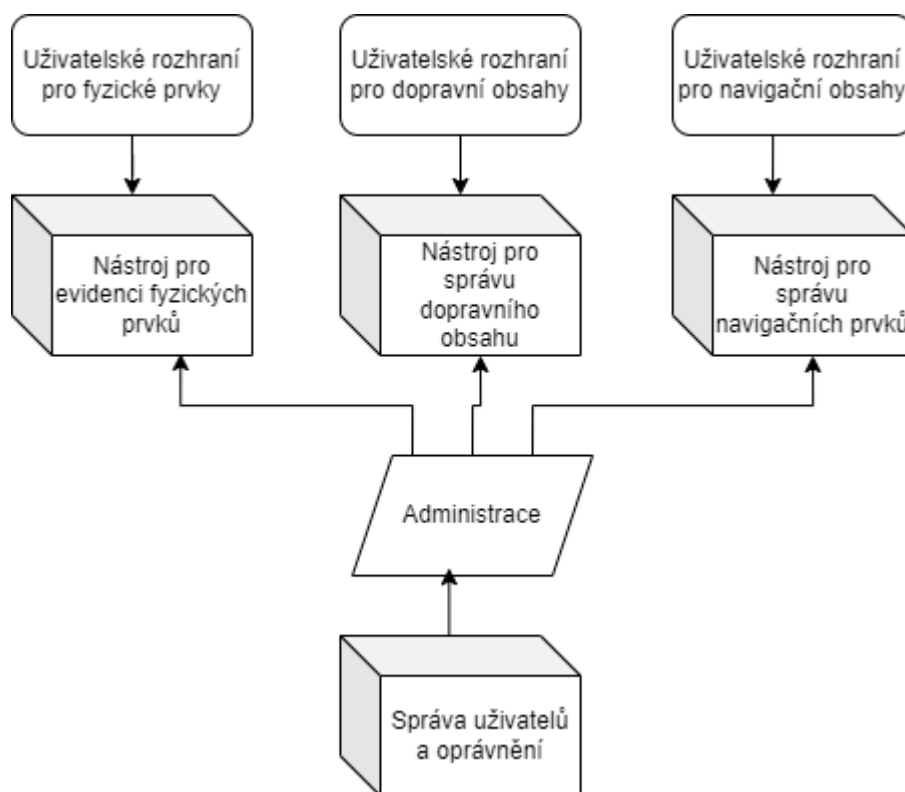 Uživatelské rozhraní
pro fyzické prvky
Uživatelské rozhraní
pro dopravní obsahy
Uživatelské rozhraní
pro navigační obsahy
Nástroj pro
evidenci fyzických
prvků
Nástroj pro
správu
dopravního
obsahu
Nástroj pro
správu
navigačních prvků
Administrace
Správa uživatelů
a oprávnění